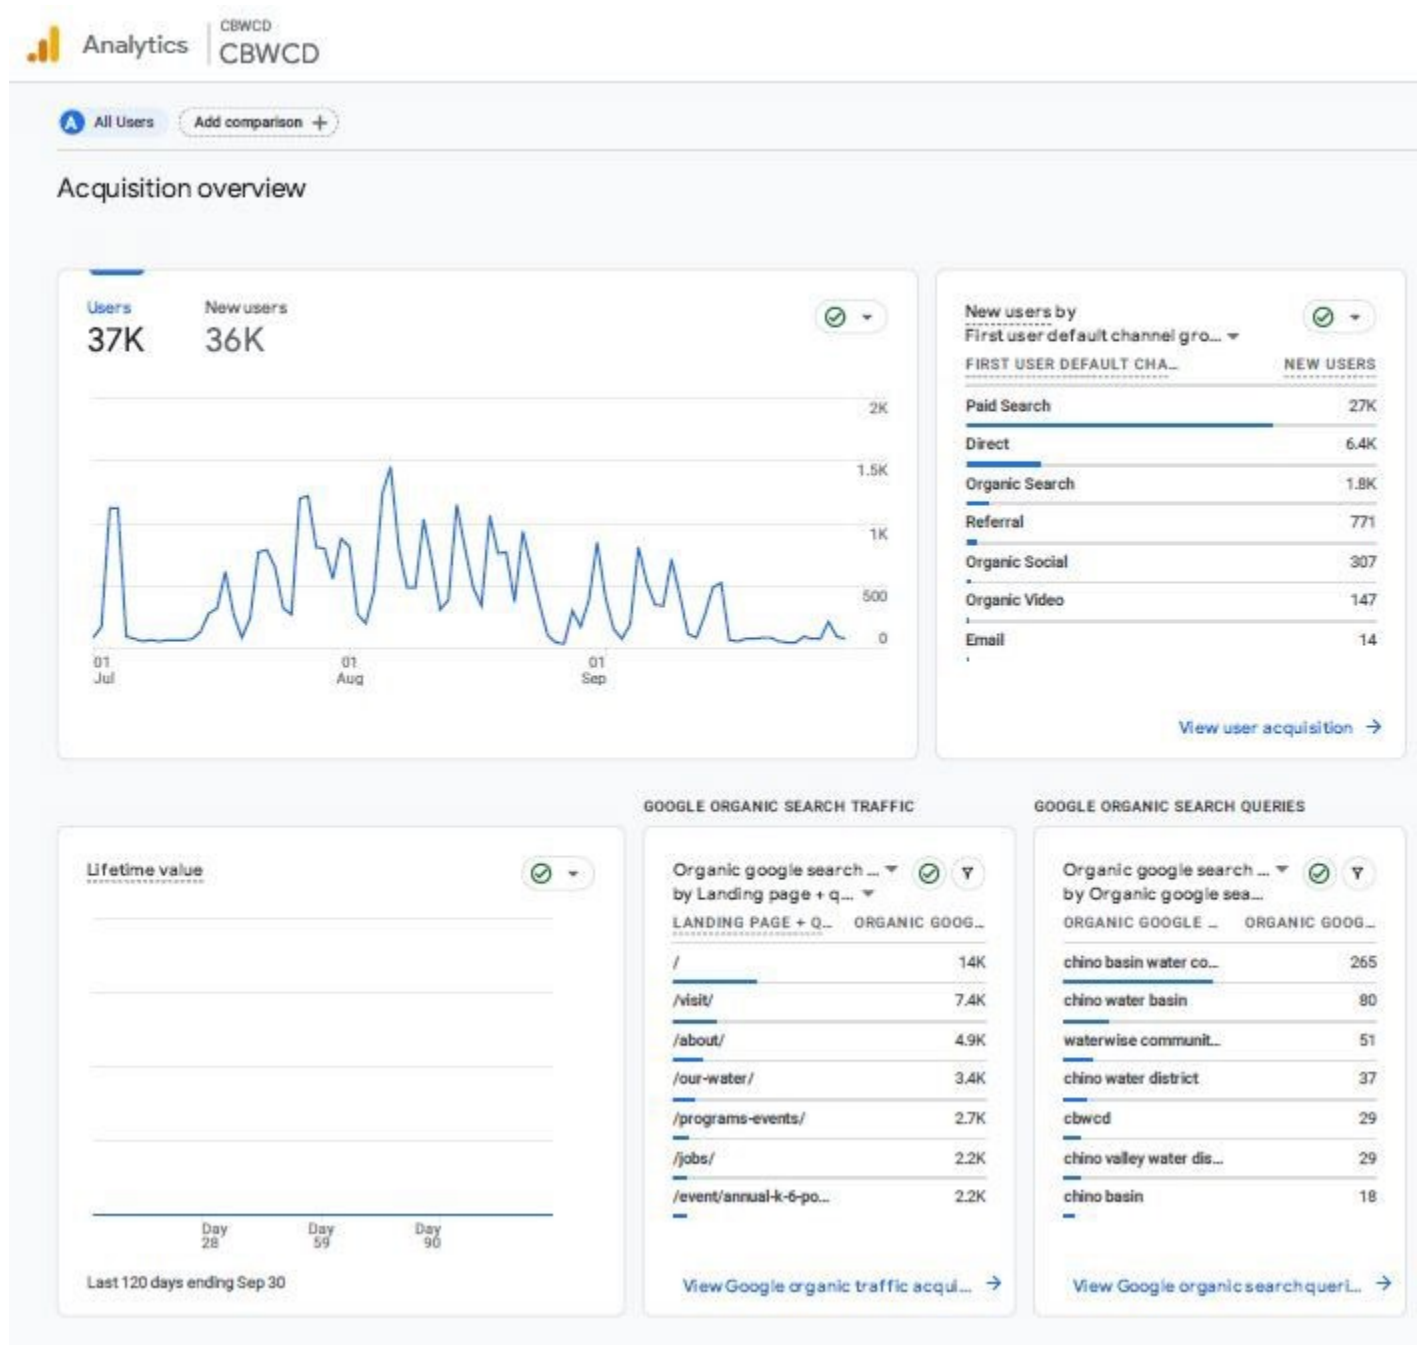 Analytics
CBWCD
CBWCD
All Users
Add comparison
Acquisition overview
Users
37K
New users
36K
2K
1.5K
1K
500
0
01
Jul
01
Aug
01
Sep
New users by
First user default channel gro...
FIRST USER DEFAULT CHA... NEW USERS
Paid Search 27K
Direct 6.4K
Organic Search 1.8K
Referral 771
Organic Social 307
Organic Video 147
Email 14
View user acquisition
Lifetime value
Day
28
Day
59
Day
90
Last 120 days ending Sep 30
GOOGLE ORGANIC SEARCH TRAFFIC
Organic google search ...
by Landing page + q...
LANDING PAGE + Q... ORGANIC GOOG...
/ 14K
/visit/ 7.4K
/about/ 4.9K
/our-water/ 3.4K
/programs-events/ 2.7K
/jobs/ 2.2K
/event/annual-k-6-po... 2.2K
View Google organic traffic acqui...
GOOGLE ORGANIC SEARCH QUERIES
Organic google search ...
by Organic google sea...
ORGANIC GOOGLE ... ORGANIC GOOG...
chino basin water co... 265
chino water basin 80
waterwise communit... 51
chino water district 37
cbwcd 29
chino valley water dis... 29
chino basin 18
View Google organic search queri...